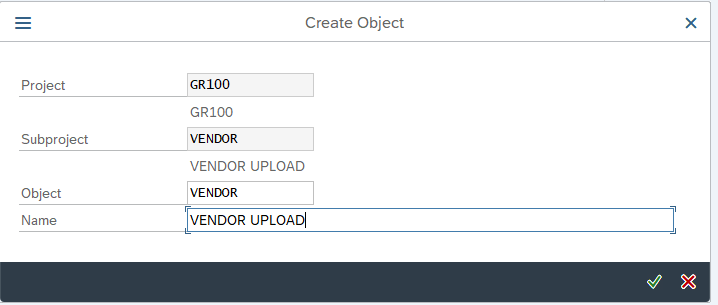 Create Object
Project GR100
GR100
Subproject VENDOR
VENDOR UPLOAD
Object VENDOR
Name VENDOR UPLOAD